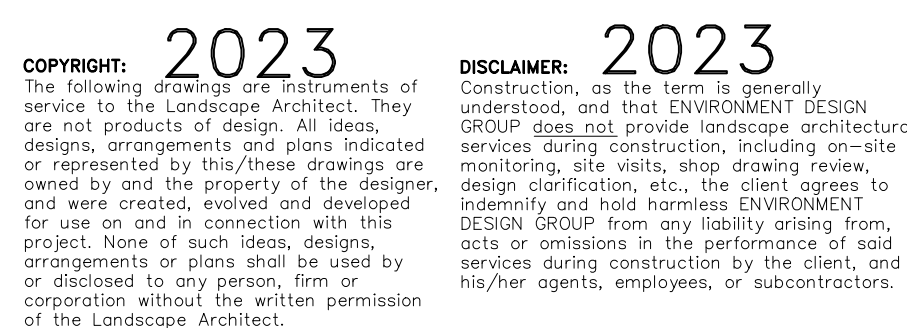 COPYRIGHT: 2023
The following drawings are instruments of
service to the Landscape Architect. They
are not products of design. All ideas,
designs, arrangements and plans indicated
or represented by this/these drawings are
owned by and the property of the designer,
and were created, evolved and developed
for use on and in connection with this
project. None of such ideas, designs,
arrangements or plans shall be used by
or disclosed to any person, firm or
corporation without the written permission
of the Landscape Architect.
DISCLAIMER: 2023
Construction, as the term is generally
understood, and that ENVIRONMENT DESIGN
GROUP does not provide landscape architectura
services during construction, including on-site
monitoring, site visits, shop drawing review,
design clarification, etc., the client agrees to
indemnify and hold harmless ENVIRONMENT
DESIGN GROUP from any liability arising from,
acts or omissions in the performance of said
services during construction by the client, and
his/her agents, employees, or subcontractors.